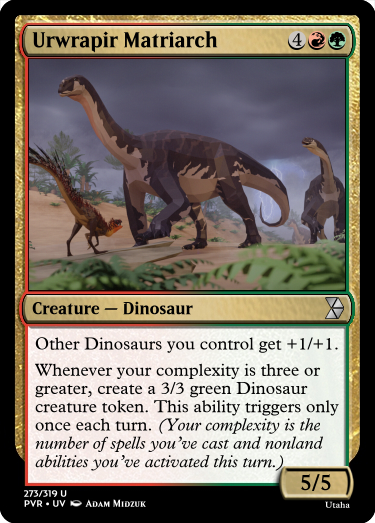 Urwrapir Matriarch 4
Creature — Dinosaur
Other Dinosaurs you control get +1/+1.
Whenever your complexity is three or
greater, create a 3/3 green Dinosaur
creature token. This ability triggers only
once each turn. (Your complexity is the
number of spells you've cast and nonland
abilities you've activated this turn.)
5/5
273/319 U
PVR • UV Adam Midzuk
Utaha